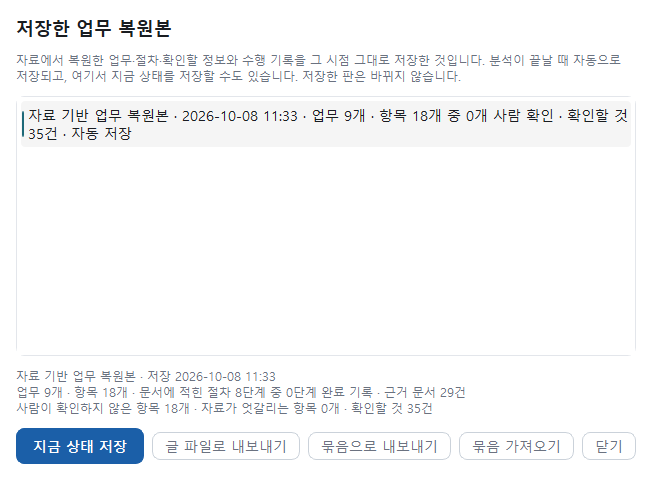 저장한 업무 복원본
자료에서 복원한 업무·절차·확인할 정보와 수행 기록을 그 시점 그대로 저장한 것입니다. 분석이 끝날 때 자동으로
저장되고, 여기서 지금 상태를 저장할 수도 있습니다. 저장한 판은 바뀌지 않습니다.
자료 기반 업무 복원본 · 2026-10-08 11:33 · 업무 9개 · 항목 18개 중 0개 사람 확인 · 확인할 것
35건 · 자동 저장
자료 기반 업무 복원본 · 저장 2026-10-08 11:33
업무 9개 · 항목 18개 · 문서에 적힌 절차 8단계 중 0단계 완료 기록 · 근거 문서 29건
사람이 확인하지 않은 항목 18개 · 자료가 엇갈리는 항목 0개 · 확인할 것 35건
지금 상태 저장
글 파일로 내보내기
묶음으로 내보내기
묶음 가져오기
닫기